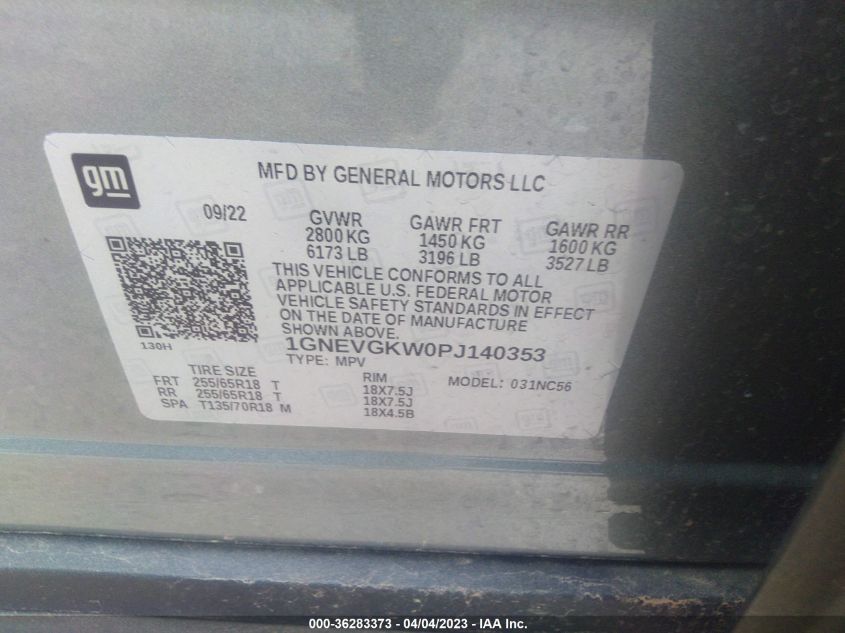 gm
MFD BY GENERAL MOTORS LLC
09/22
GVWR GAWR FRT GAWR RR
2800 KG 1450 KG 1600 KG
6173 LB 3196 LB 3527 LB
THIS VEHICLE CONFORMS TO ALL
APPLICABLE U.S. FEDERAL MOTOR
VEHICLE SAFETY STANDARDS IN EFFECT
ON THE DATE OF MANUFACTURE
SHOWN ABOVE.
130H
1GNEVGKW0PJ140353
TYPE: MPV
TIRE SIZE RIM MODEL: 031NC56
FRT 255/65R18 T 18X7.5J
RR 255/65R18 T 18X7.5J
SPA T135/70R18 M 18X4.5B
000-36283373 - 04/04/2023 - IAA Inc.